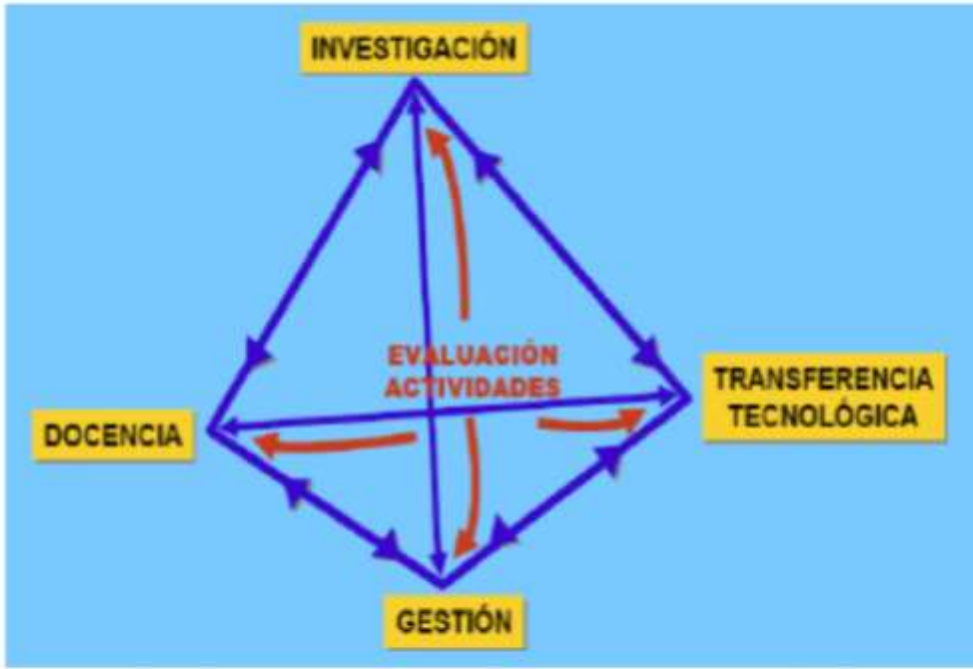 INVESTIGACIÓN
EVALUACIÓN
ACTIVIDADES
TRANSFERENCIA
TECNOLÓGICA
DOCENCIA
GESTIÓN